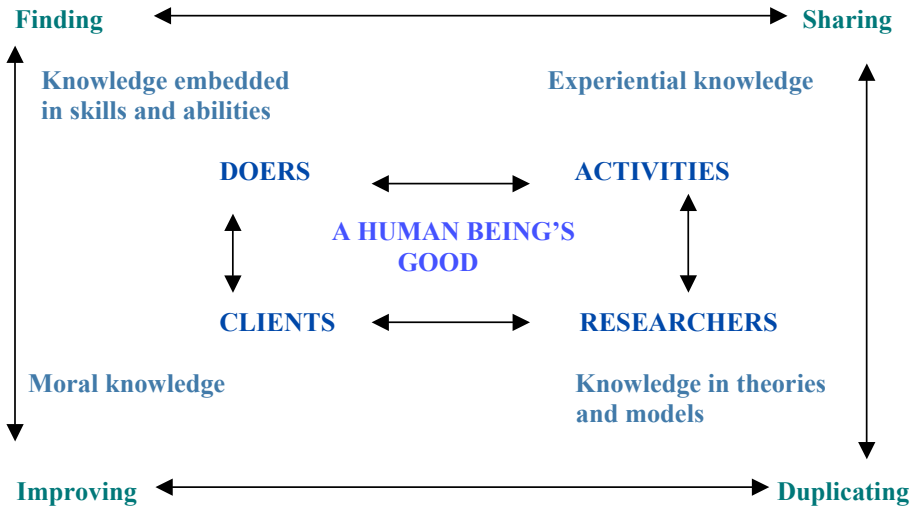 Finding
Sharing
Knowledge embedded
in skills and abilities
Experiential knowledge
DOERS
ACTIVITIES
A HUMAN BEING’S
GOOD
CLIENTS
RESEARCHERS
Moral knowledge
Knowledge in theories
and models
Improving
Duplicating